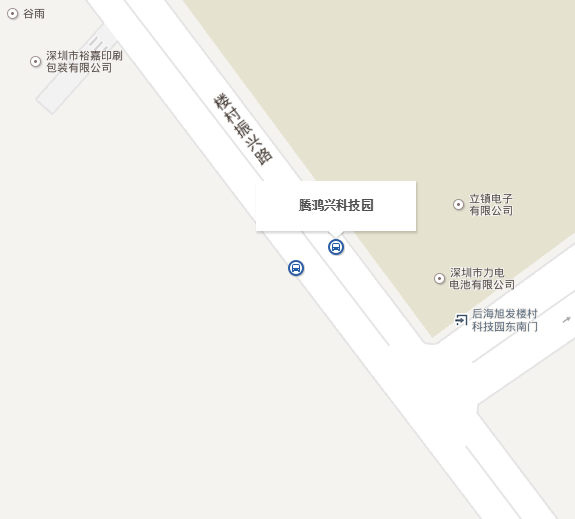 谷雨
深圳市裕嘉印刷
包装有限公司
楼村振兴路
腾鸿兴科技园
立镇电子
有限公司
深圳市力电
电池有限公司
后海旭发楼村
科技园东南门